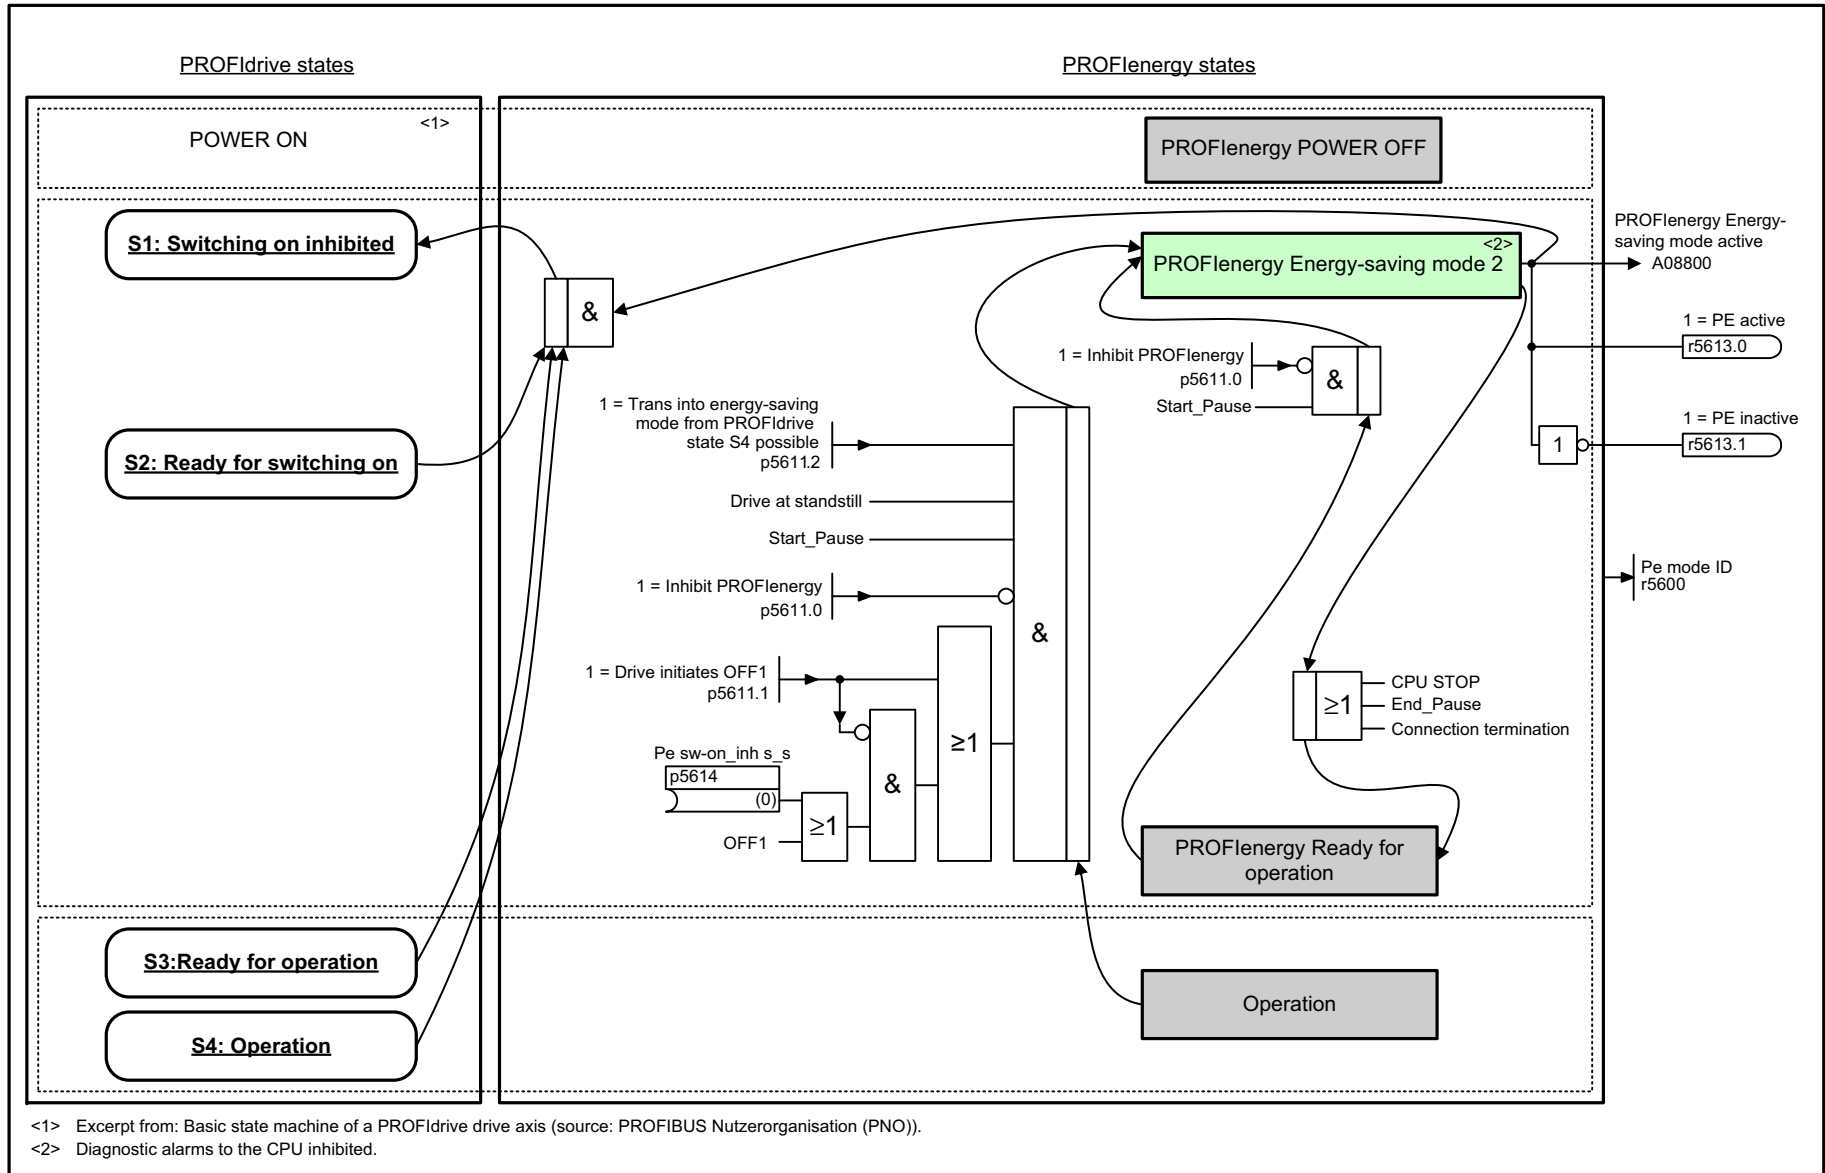 PROFIdrive states
PROFIenergy states
<1>
POWER ON
PROFIenergy POWER OFF
S1: Switching on inhibited
&
<2>
PROFIenergy Energy-saving mode 2
PROFIenergy Energy-
saving mode active
A08800
1 = PE active
r5613.0
1 = Inhibit PROFIenergy
p5611.0
Start_Pause
&
1 = PE inactive
r5613.1
1
1 = Trans into energy-saving
mode from PROFIdrive
state S4 possible
p5611.2
S2: Ready for switching on
Drive at standstill
Start_Pause
1 = Inhibit PROFIenergy
p5611.0
&
Pe mode ID
r5600
1 = Drive initiates OFF1
p5611.1
CPU STOP
≥1
End_Pause
Connection termination
Pe sw-on_inh s_s
p5614
(0)
≥1
OFF1
&
≥1
PROFIenergy Ready for
operation
S3:Ready for operation
Operation
S4: Operation
<1> Excerpt from: Basic state machine of a PROFIdrive drive axis (source: PROFIBUS Nutzerorganisation (PNO)).
<2> Diagnostic alarms to the CPU inhibited.